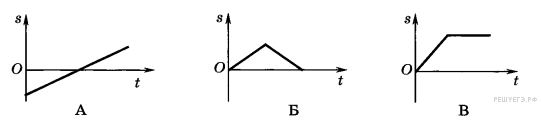 s s s
O t O t O t
А Б В
РЕШУЕГЭ.РФ